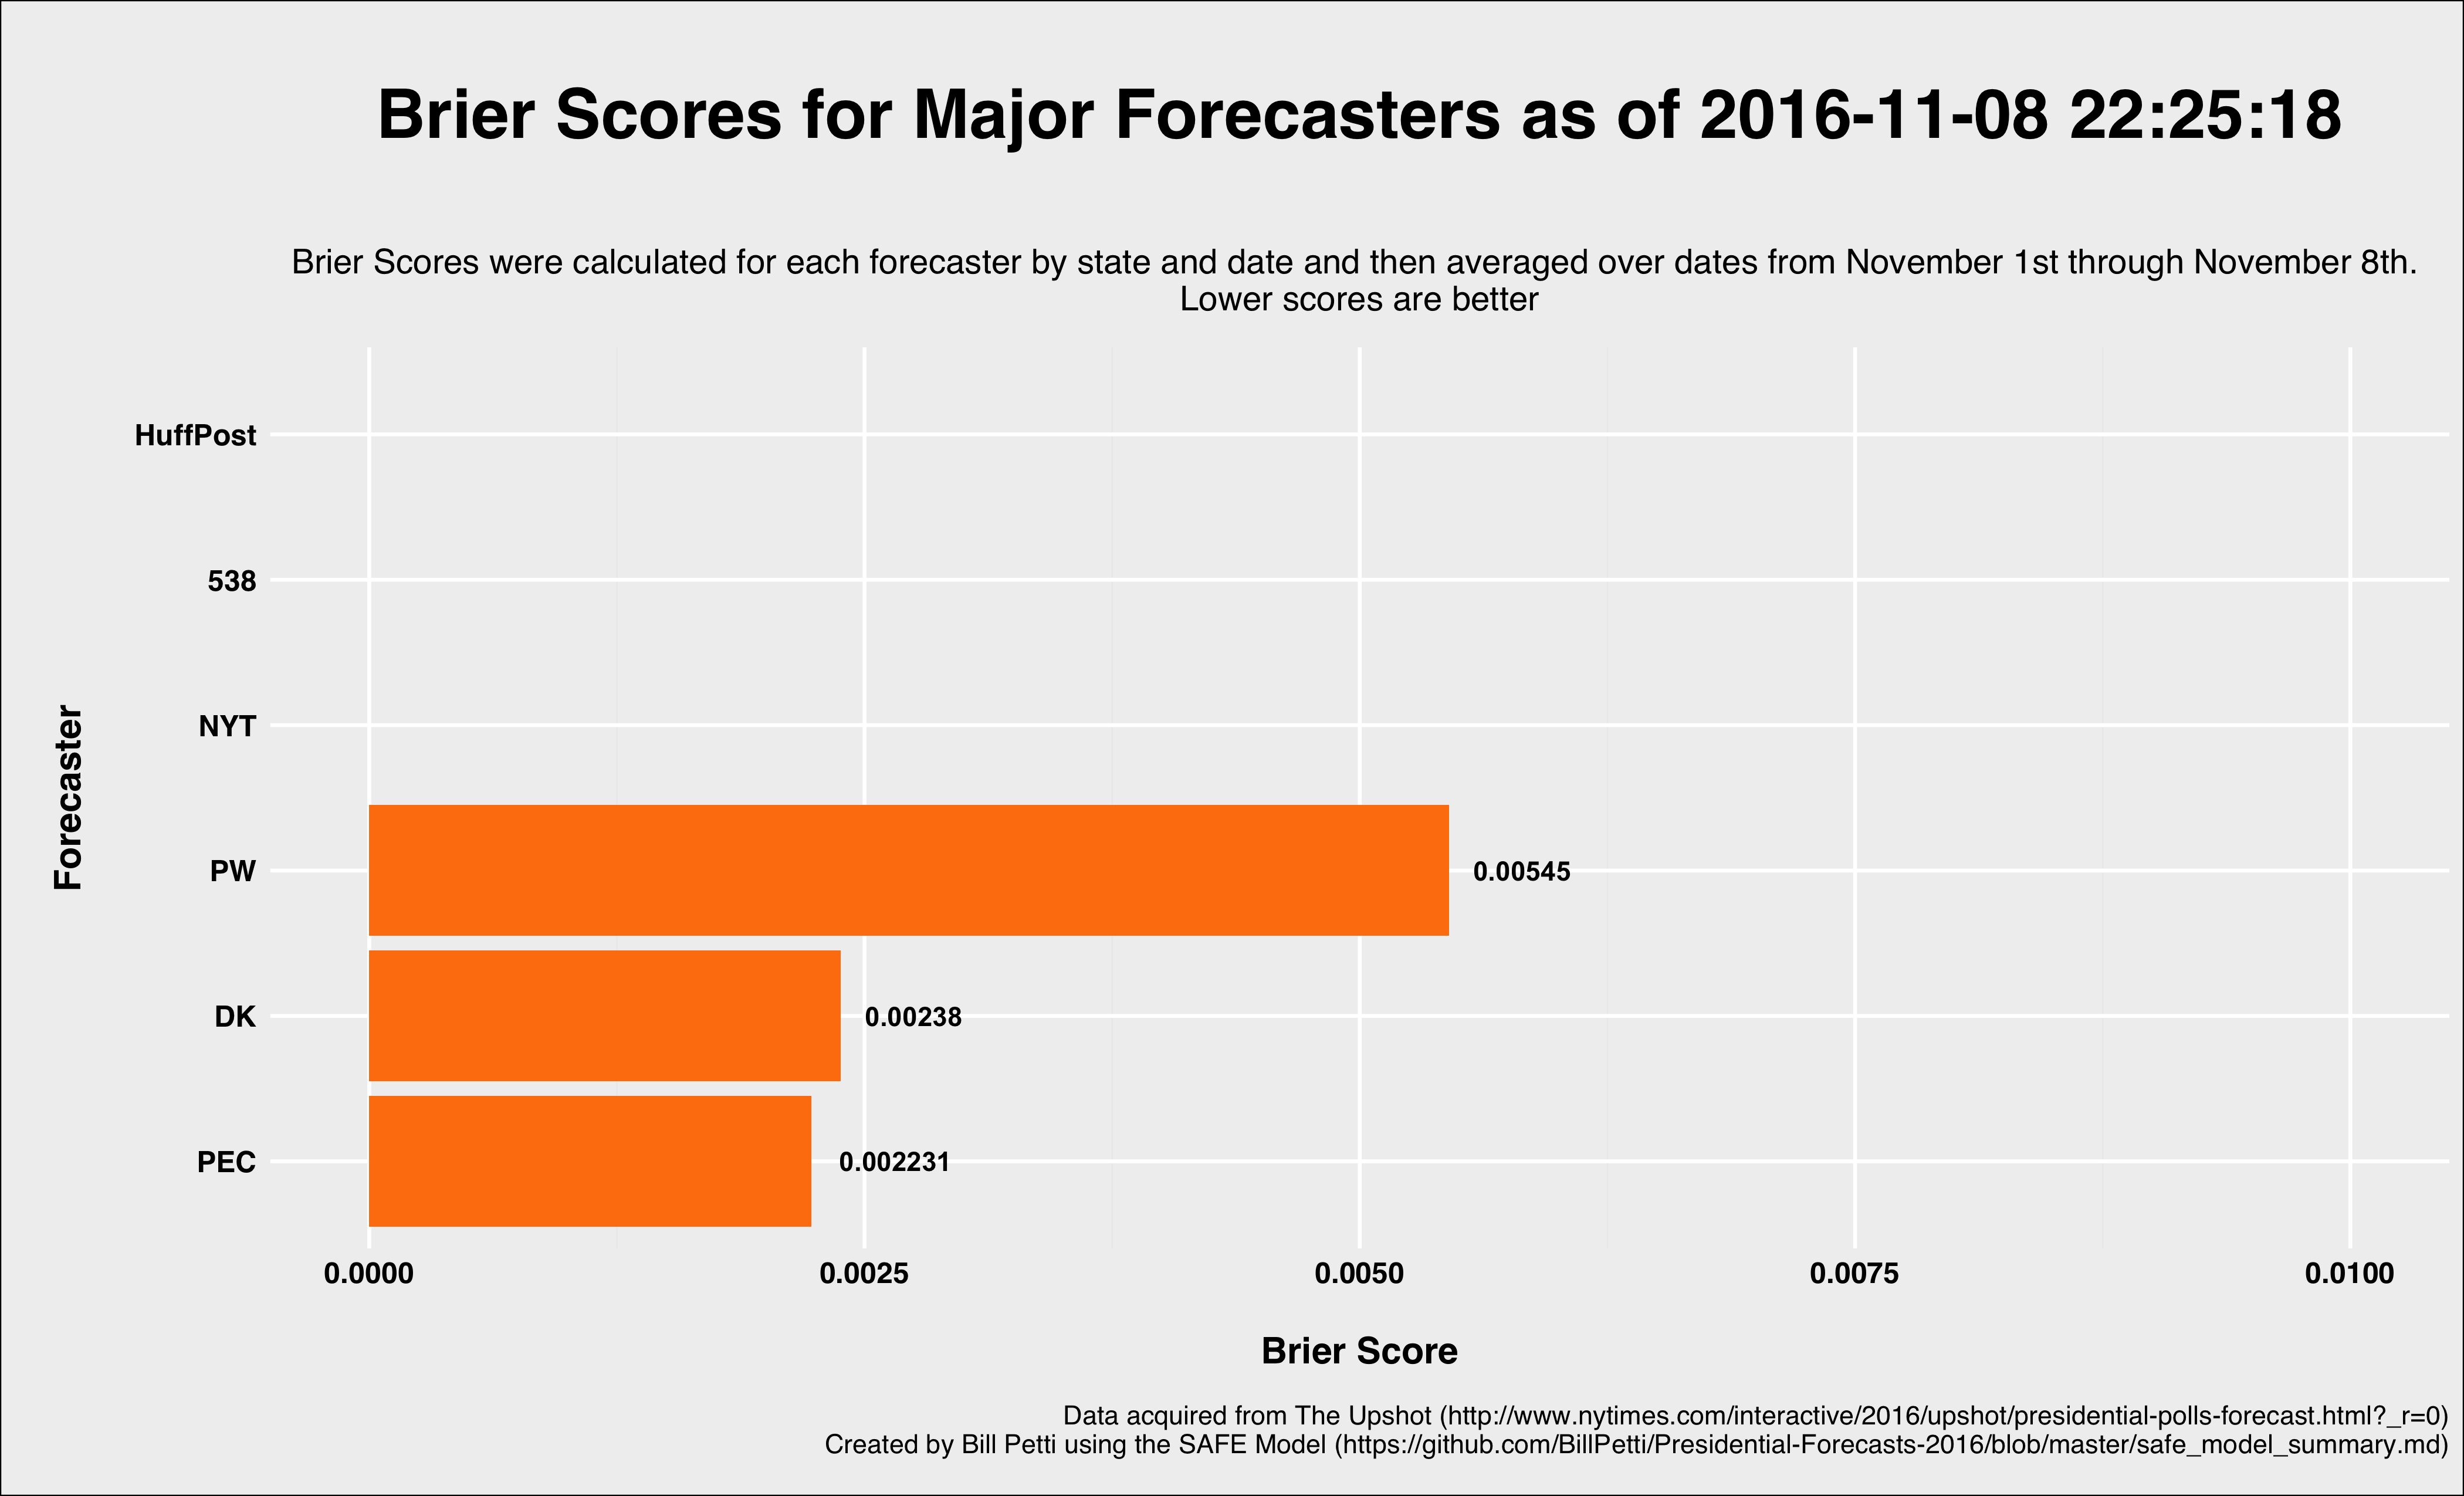 Brier Scores for Major Forecasters as of 2016-11-08 22:25:18
Brier Scores were calculated for each forecaster by state and date and then averaged over dates from November 1st through November 8th.
Lower scores are better
Forecaster
HuffPost
538
NYT
PW
0.00545
DK
0.00238
PEC
0.002231
0.0000
0.0025
0.0050
0.0075
0.0100
Brier Score
Data acquired from The Upshot (http://www.nytimes.com/interactive/2016/upshot/presidential-polls-forecast.html?_r=0)
Created by Bill Petti using the SAFE Model (https://github.com/BillPetti/Presidential-Forecasts-2016/blob/master/safe_model_summary.md)